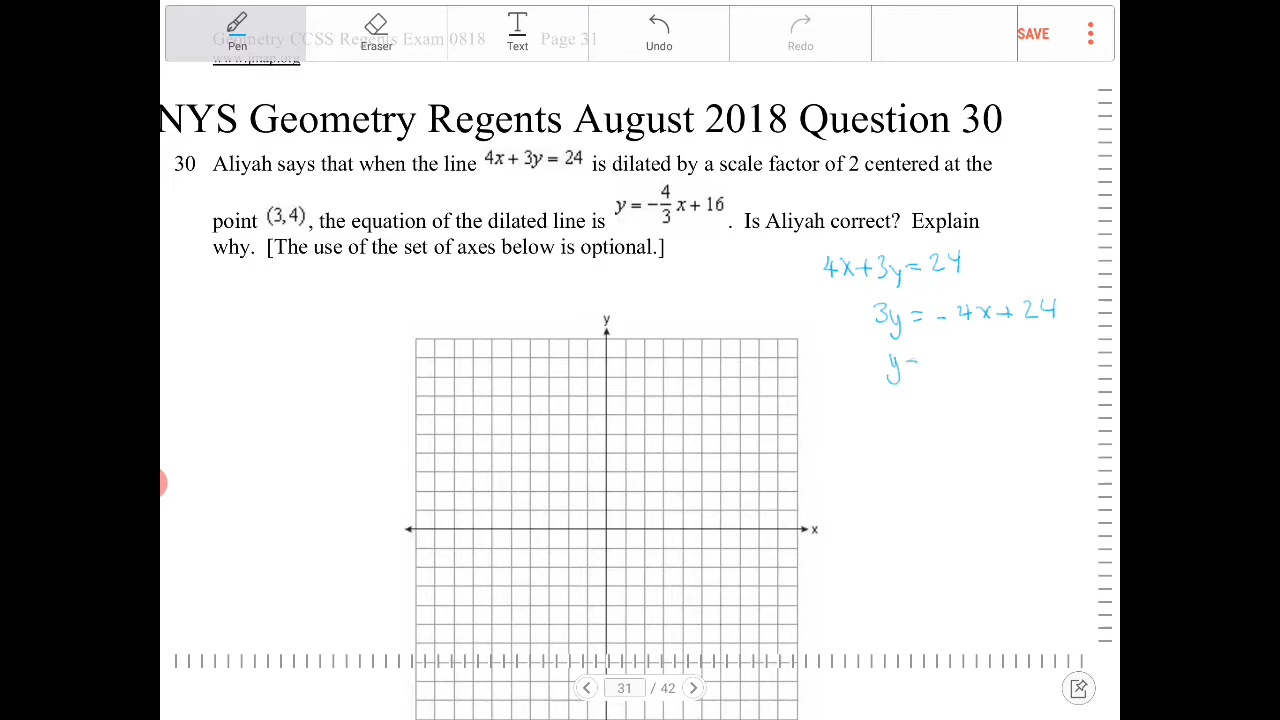 Pen Eraser Text Undo Redo SAVE
Geometry CCSS Regents Exam 0818 Page 31
www.jmap.org
NYS Geometry Regents August 2018 Question 30
30 Aliyah says that when the line 4x + 3y = 24 is dilated by a scale factor of 2 centered at the
point (3,4), the equation of the dilated line is y = −4/3 x + 16. Is Aliyah correct? Explain
why. [The use of the set of axes below is optional.]
4x+3y=24
3y = -4x+24
y=
y
x
31 / 42